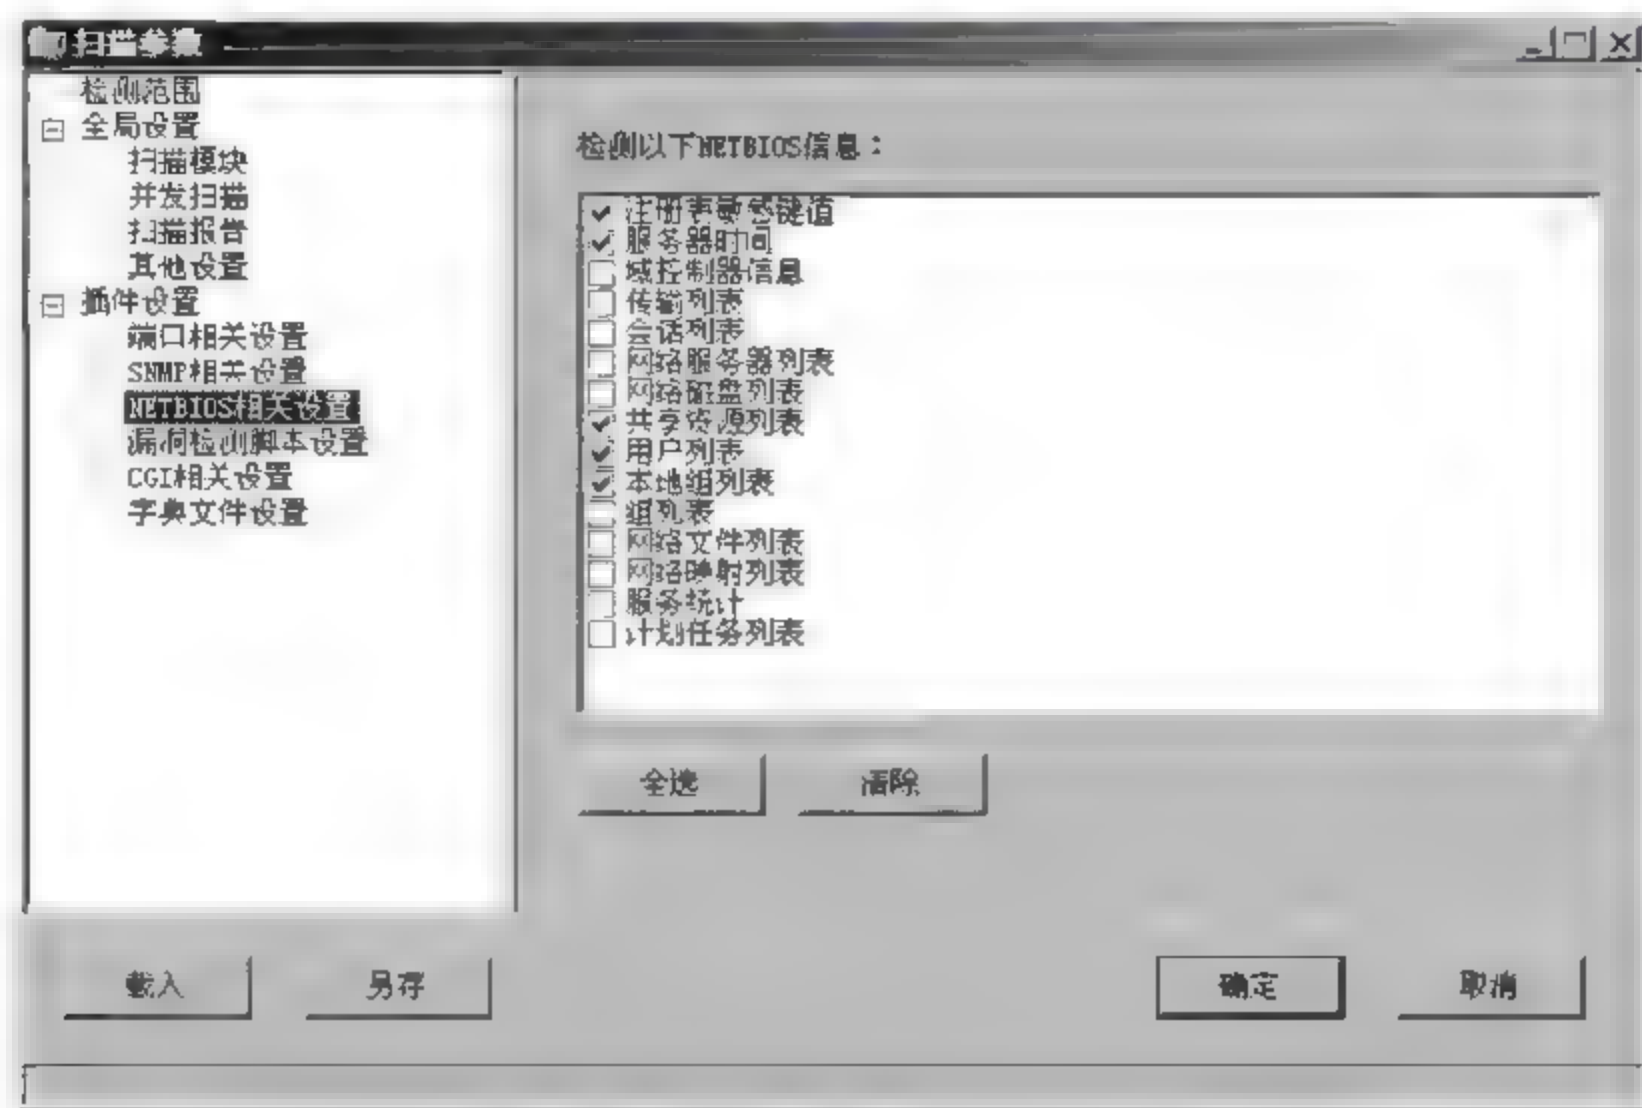 扫描参数
检测范围
全局设置
扫描模块
并发扫描
扫描报告
其他设置
插件设置
端口相关设置
SNMP相关设置
NETBIOS相关设置
漏洞检测脚本设置
CGI相关设置
字典文件设置
检测以下NETBIOS信息：
注册表敏感键值
服务器时间
域控制器信息
传输列表
会话列表
网络服务器列表
网络磁盘列表
共享资源列表
用户列表
本地组列表
组列表
网络文件列表
网络映射列表
服务统计
计划任务列表
全选
清除
载入
另存
确定
取消